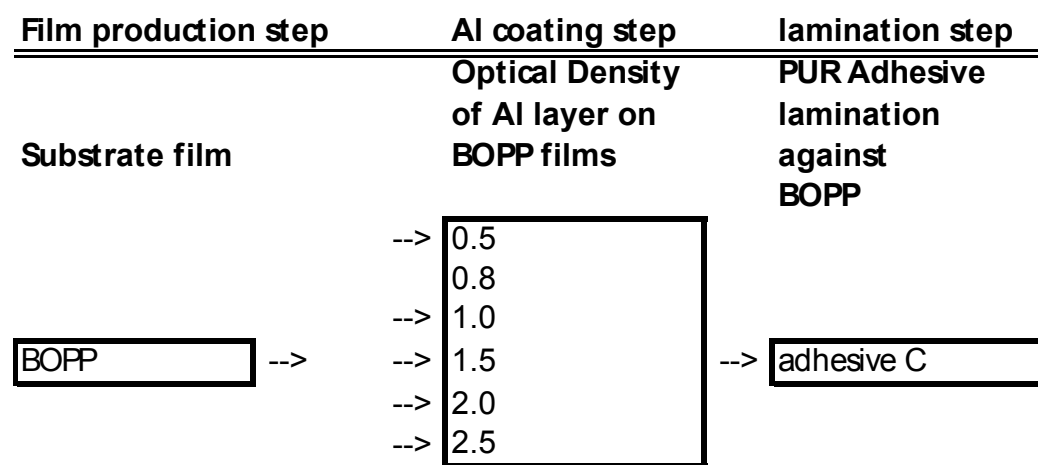 Film production step Al coating step lamination step
Optical Density PUR Adhesive
of Al layer on lamination
Substrate film BOPP films against
BOPP
--> 0.5
0.8
--> 1.0
BOPP --> --> 1.5 --> adhesive C
--> 2.0
--> 2.5